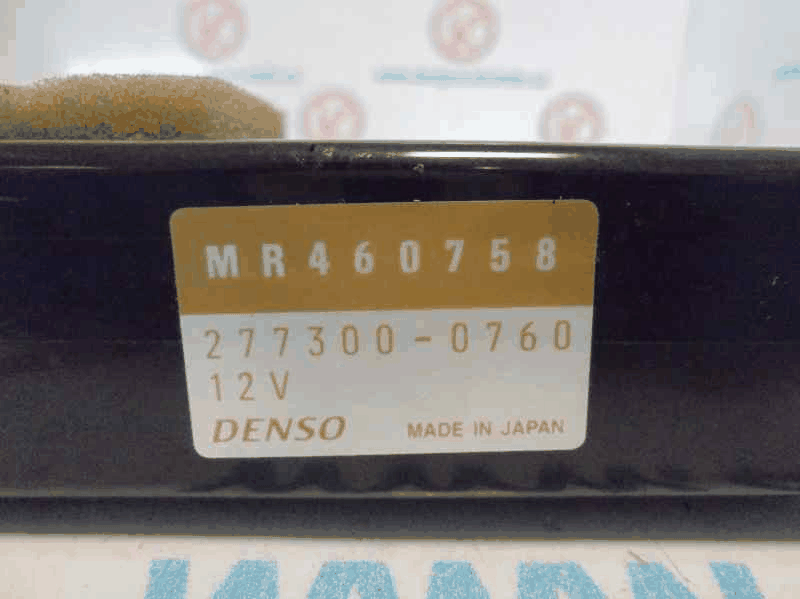 MR460758
277300-0760
12V
DENSO MADE IN JAPAN